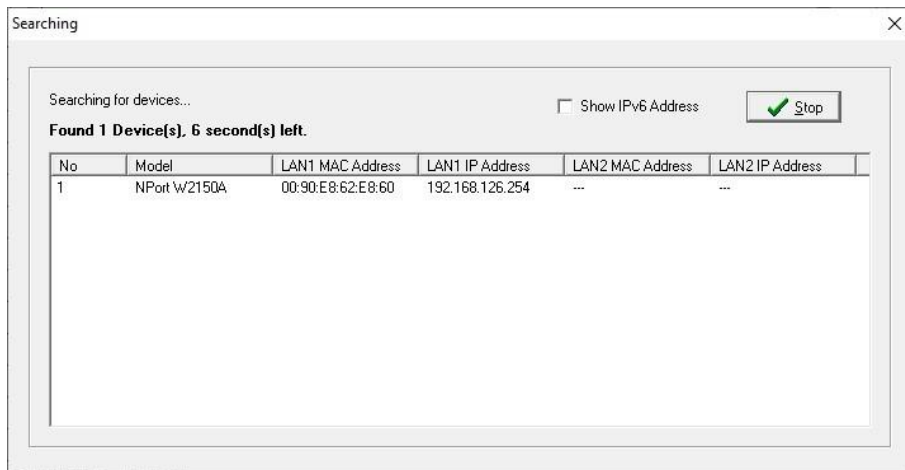 Searching
Searching for devices...
Show IPv6 Address
Stop
Found 1 Device(s), 6 second(s) left.
No Model LAN1 MAC Address LAN1 IP Address LAN2 MAC Address LAN2 IP Address
1 NPort W2150A 00:90:E8:62:E8:60 192.168.126.254 --- ---